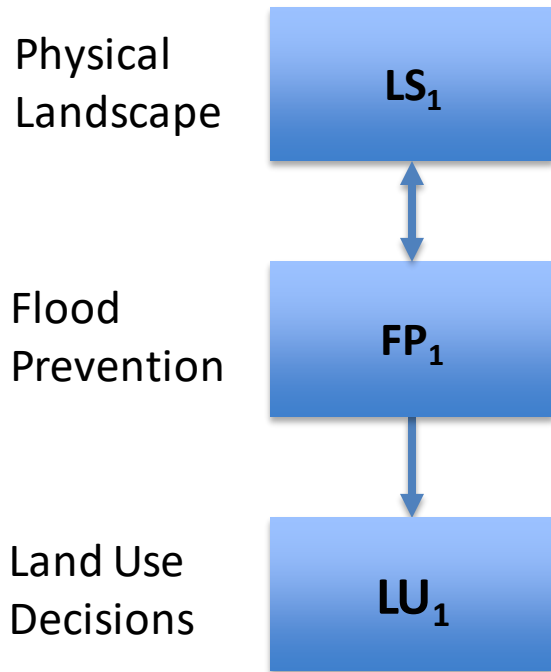 Physical
Landscape
LS₁
Flood
Prevention
FP₁
Land Use
Decisions
LU₁